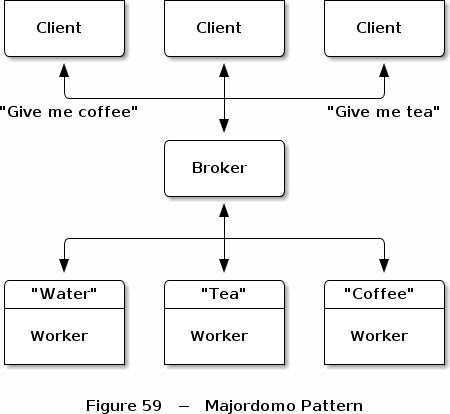 Client Client Client
"Give me coffee" "Give me tea"
Broker
"Water" "Tea" "Coffee"
Worker Worker Worker
Figure 59 – Majordomo Pattern